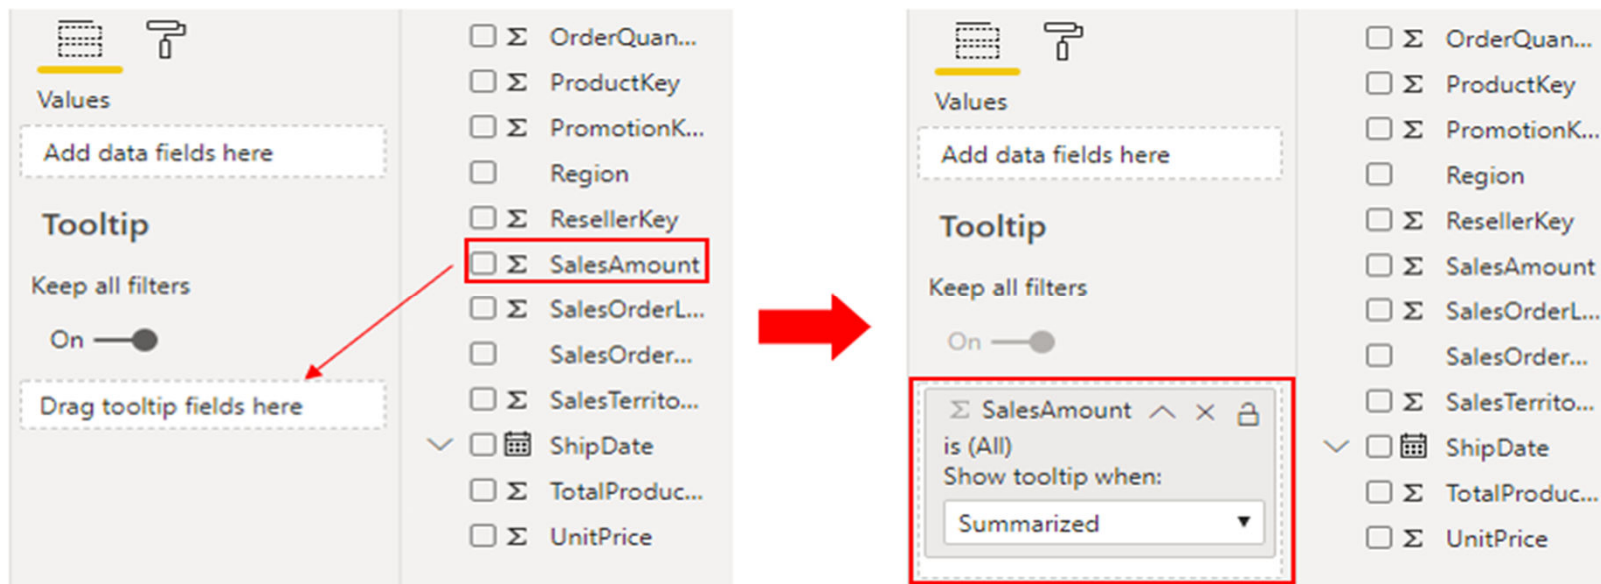 Values
Add data fields here
Tooltip
Keep all filters
On
Drag tooltip fields here
Σ OrderQuan...
Σ ProductKey
Σ PromotionK...
Region
Σ ResellerKey
Σ SalesAmount
Σ SalesOrderL...
SalesOrder...
Σ SalesTerrito...
ShipDate
Σ TotalProduc...
Σ UnitPrice
Values
Add data fields here
Tooltip
Keep all filters
On
Σ SalesAmount
is (All)
Show tooltip when:
Summarized
Σ OrderQuan...
Σ ProductKey
Σ PromotionK...
Region
Σ ResellerKey
Σ SalesAmount
Σ SalesOrderL...
SalesOrder...
Σ SalesTerrito...
ShipDate
Σ TotalProduc...
Σ UnitPrice